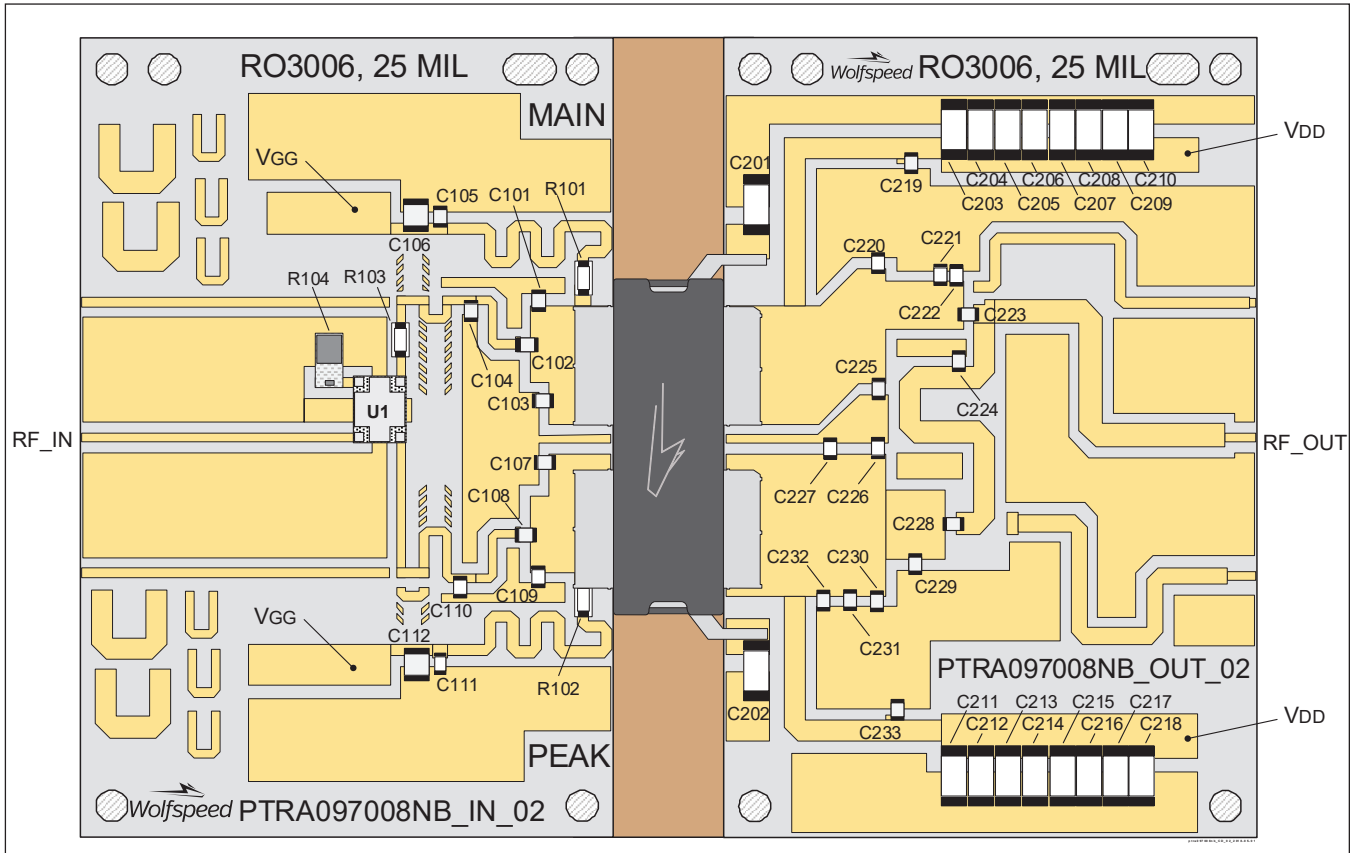 RO3006, 25 MIL
Wolfspeed RO3006, 25 MIL
MAIN
VGG
VDD
C105
C101
R101
C106
R104
R103
C102
C104
C103
U1
RF_IN
C107
C108
C109
C110
VGG
C112
C111
R102
PEAK
Wolfspeed PTRA097008NB_IN_02
C201
C219
C204
C206
C208
C210
C203
C205
C207
C209
C220
C221
C222
C223
C225
C224
RF_OUT
C227
C226
C228
C232
C230
C229
C231
PTRA097008NB_OUT_02
C202
C233
C211
C213
C215
C217
C212
C214
C216
C218
VDD